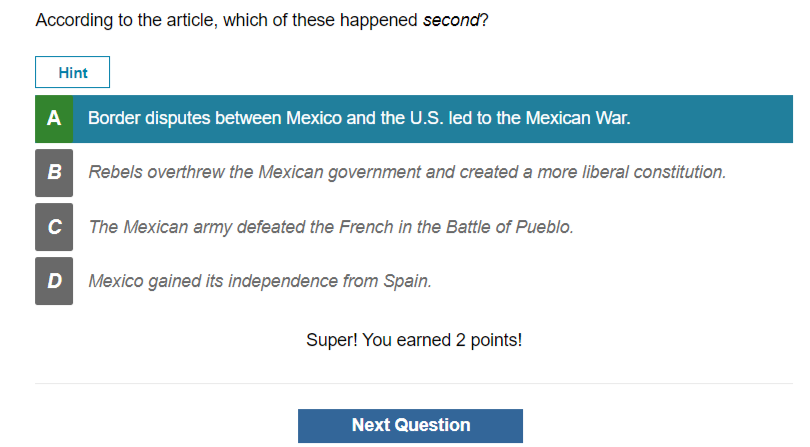 According to the article, which of these happened second?
Hint
A Border disputes between Mexico and the U.S. led to the Mexican War.
B Rebels overthrew the Mexican government and created a more liberal constitution.
C The Mexican army defeated the French in the Battle of Pueblo.
D Mexico gained its independence from Spain.
Super! You earned 2 points!
Next Question